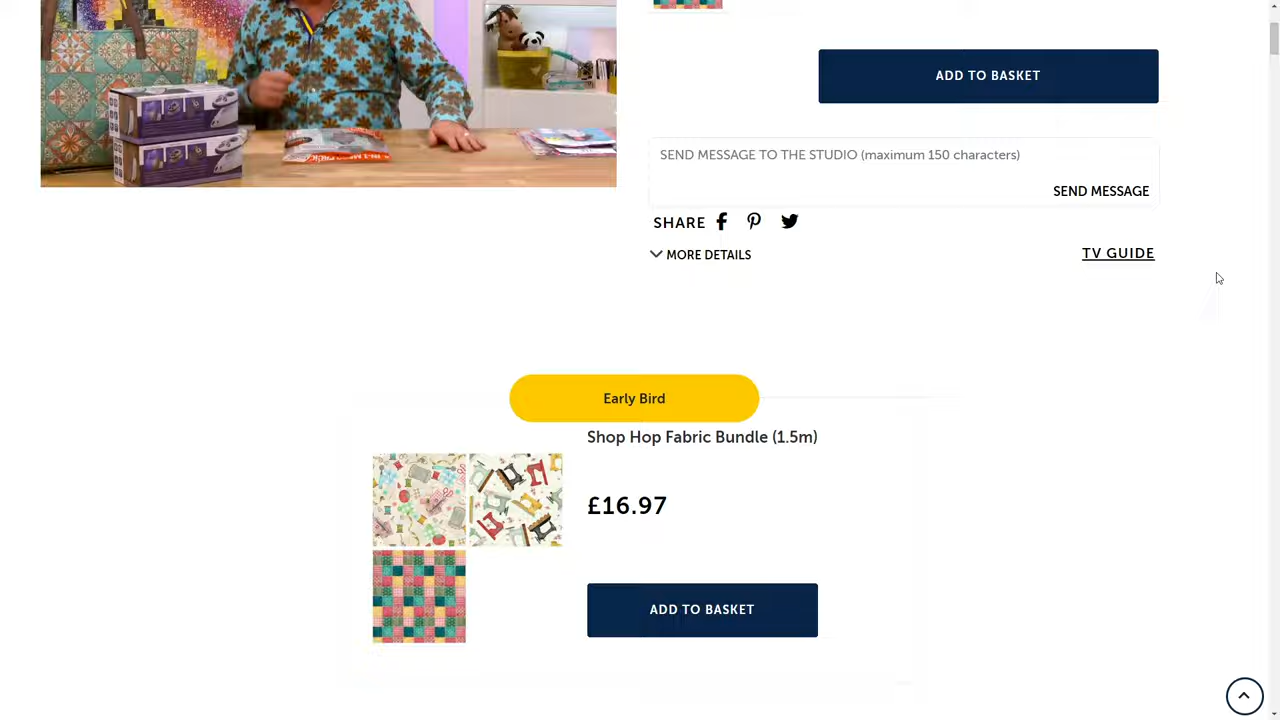 ADD TO BASKET
SEND MESSAGE TO THE STUDIO (maximum 150 characters)
SEND MESSAGE
SHARE
MORE DETAILS
TV GUIDE
Early Bird
Shop Hop Fabric Bundle (1.5m)
£16.97
ADD TO BASKET